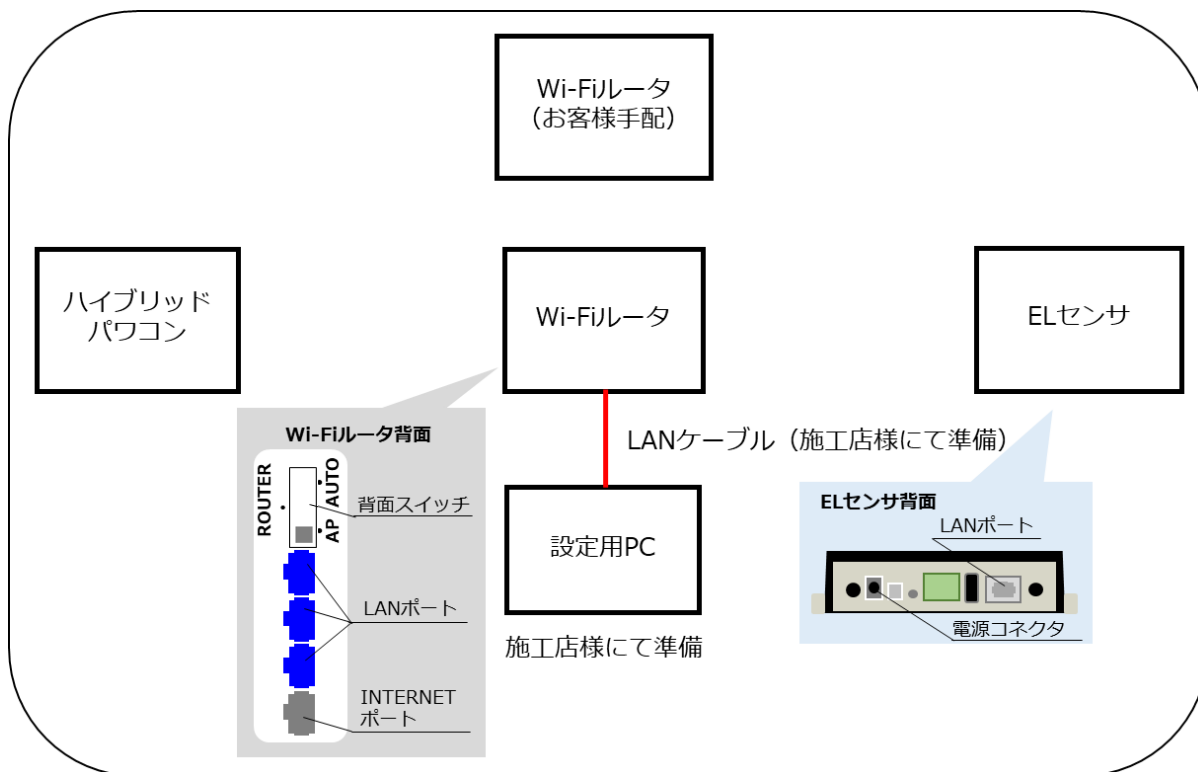 Wi-Fiルータ
（お客様手配）
ハイブリッド
パワコン
Wi-Fiルータ
ELセンサ
LANケーブル（施工店様にて準備）
Wi-Fiルータ背面
ROUTER
AUTO
AP
背面スイッチ
LANポート
INTERNET
ポート
設定用PC
施工店様にて準備
ELセンサ背面
LANポート
電源コネクタ